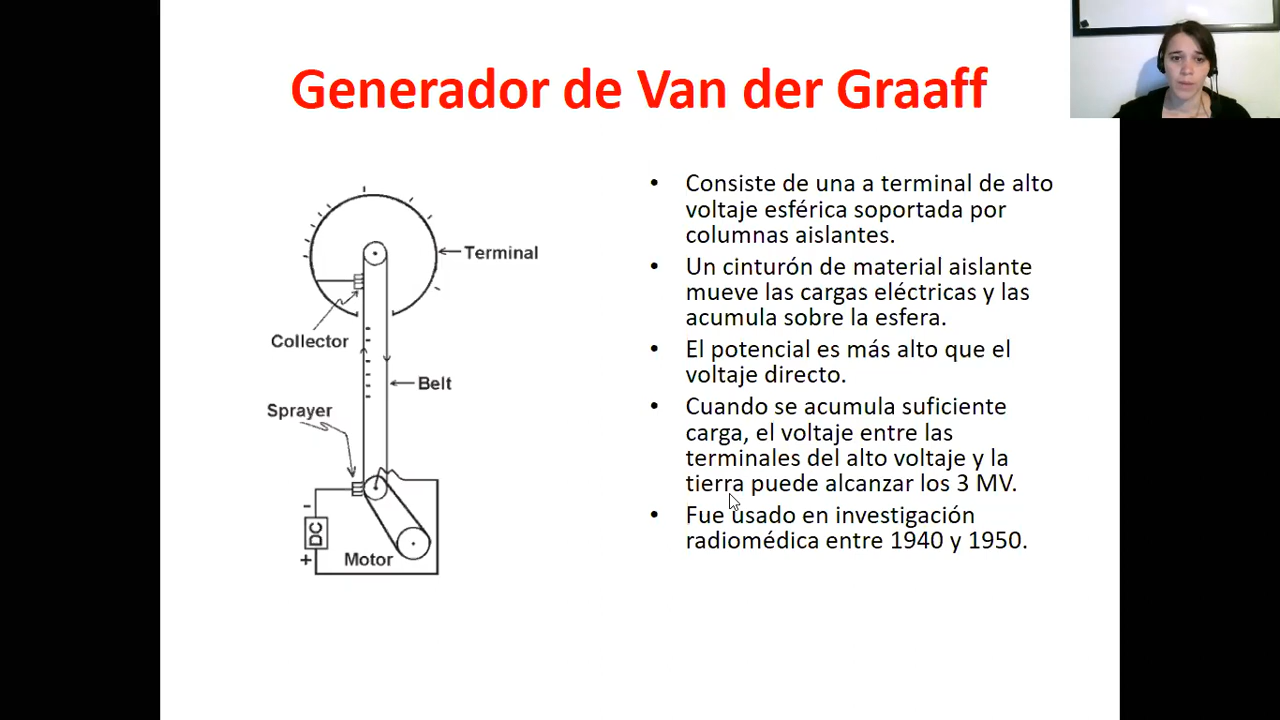 Generador de Van der Graaff
Terminal
Collector
Belt
Sprayer
-
DC
+
Motor
• Consiste de una a terminal de alto
voltaje esférica soportada por
columnas aislantes.
• Un cinturón de material aislante
mueve las cargas eléctricas y las
acumula sobre la esfera.
• El potencial es más alto que el
voltaje directo.
• Cuando se acumula suficiente
carga, el voltaje entre las
terminales del alto voltaje y la
tierra puede alcanzar los 3 MV.
• Fue usado en investigación
radiomédica entre 1940 y 1950.